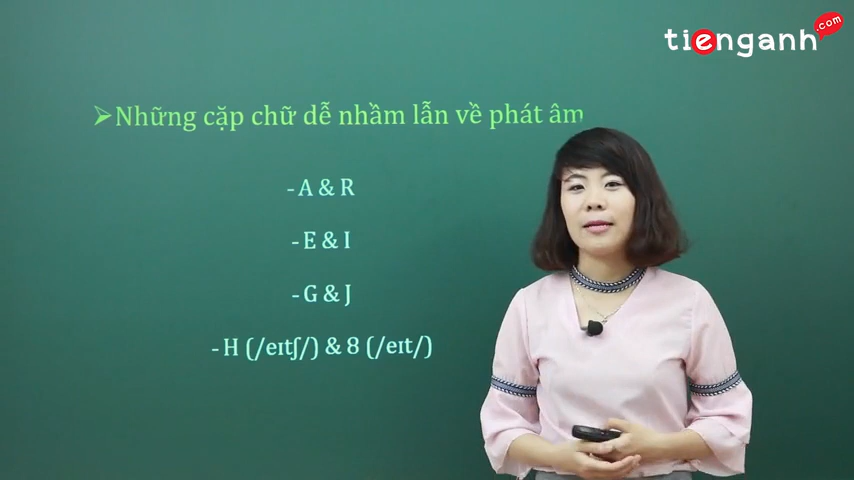 tienganh.com
➢Những cặp chữ dễ nhầm lẫn về phát âm
- A & R
- E & I
- G & J
- H (/eɪtʃ/) & 8 (/eɪt/)